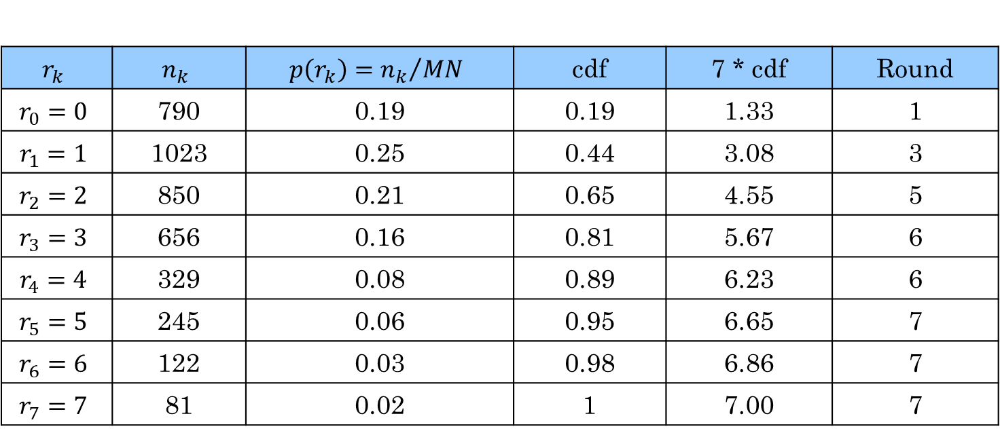 r_k n_k p(r_k) = n_k/MN cdf 7 * cdf Round
r_0 = 0 790 0.19 0.19 1.33 1
r_1 = 1 1023 0.25 0.44 3.08 3
r_2 = 2 850 0.21 0.65 4.55 5
r_3 = 3 656 0.16 0.81 5.67 6
r_4 = 4 329 0.08 0.89 6.23 6
r_5 = 5 245 0.06 0.95 6.65 7
r_6 = 6 122 0.03 0.98 6.86 7
r_7 = 7 81 0.02 1 7.00 7